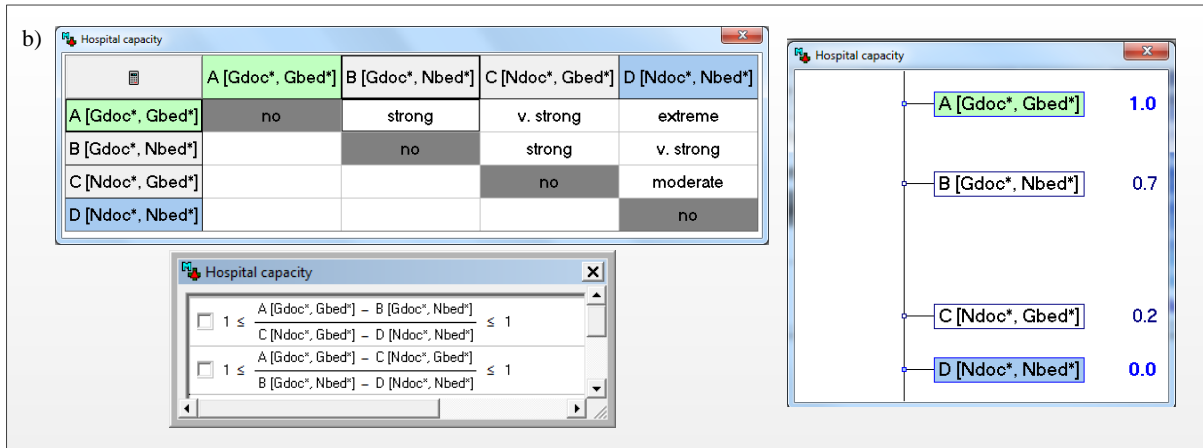 b)
Hospital capacity
A [Gdoc*, Gbed*] B [Gdoc*, Nbed*] C [Ndoc*, Gbed*] D [Ndoc*, Nbed*]
A [Gdoc*, Gbed*] no strong v. strong extreme
B [Gdoc*, Nbed*] no strong v. strong
C [Ndoc*, Gbed*] no moderate
D [Ndoc*, Nbed*] no
Hospital capacity
A [Gdoc*, Gbed*] – B [Gdoc*, Nbed*]
1 ≤ ≤ 1
C [Ndoc*, Gbed*] – D [Ndoc*, Nbed*]
A [Gdoc*, Gbed*] – C [Ndoc*, Gbed*]
1 ≤ ≤ 1
B [Gdoc*, Nbed*] – D [Ndoc*, Nbed*]
Hospital capacity
A [Gdoc*, Gbed*] 1.0
B [Gdoc*, Nbed*] 0.7
C [Ndoc*, Gbed*] 0.2
D [Ndoc*, Nbed*] 0.0